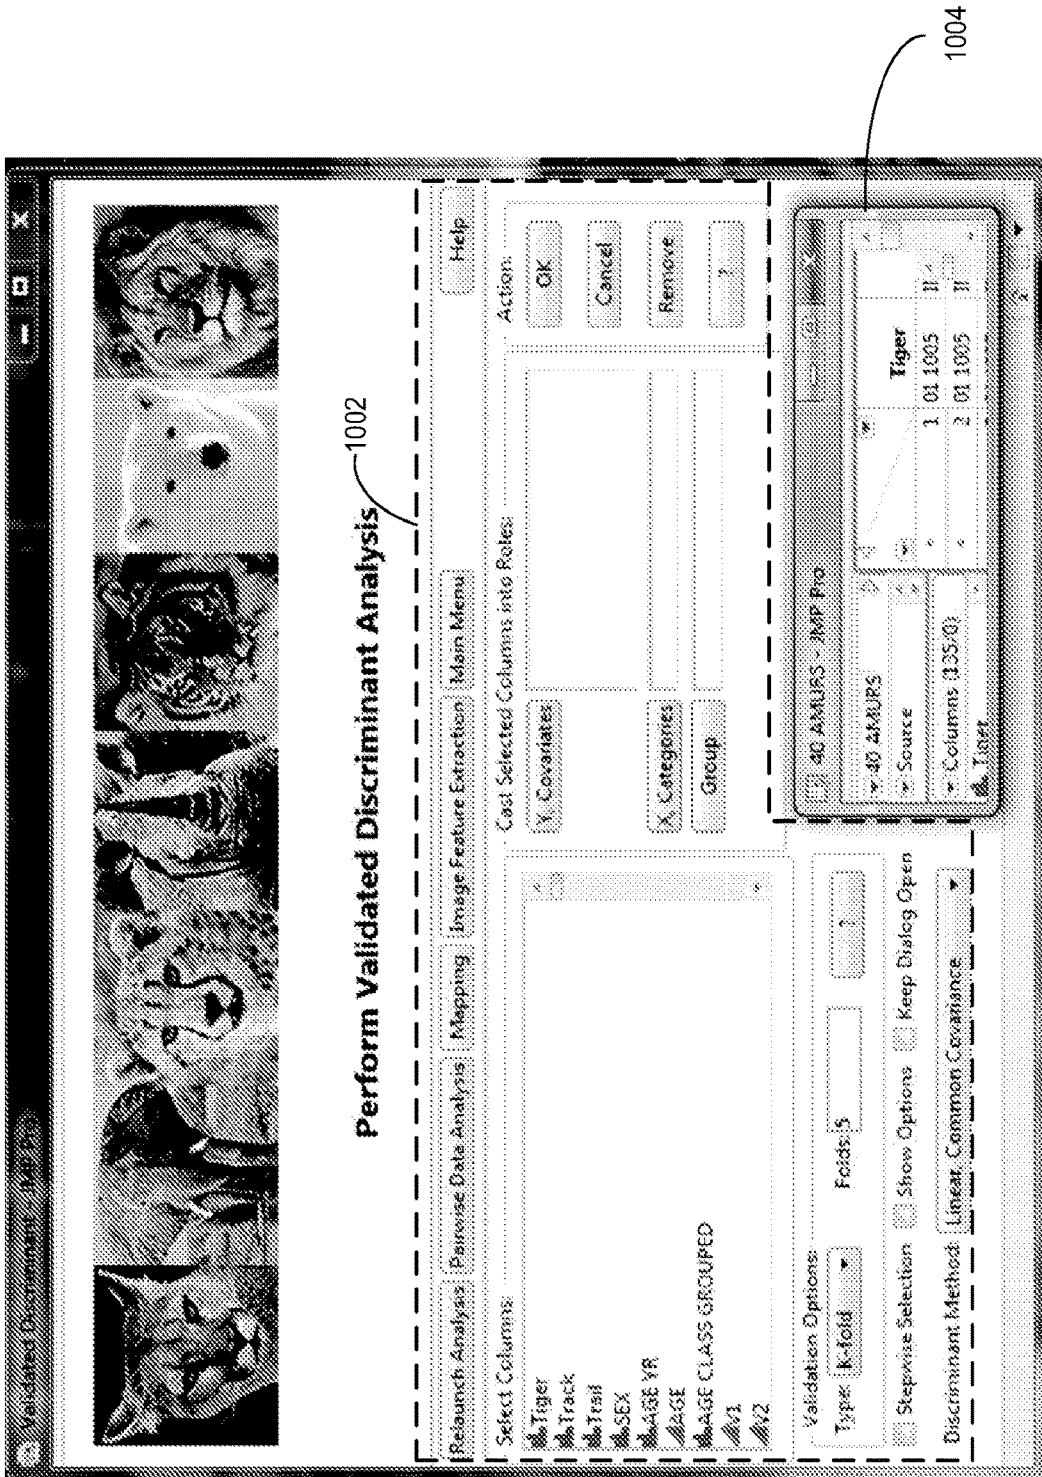 Validated Discriminant - JMP Pro
Perform Validated Discriminant Analysis
1002
Relaunch Analysis Pairwise Data Analysis Mapping Image Feature Extraction Main Menu Help
Select Columns:
Tiger
Track
Trail
SEX
AGE YR
AGE
AGE CLASS GROUPED
V1
V2
Cast Selected Columns into Roles:
Y, Covariates
X, Categories
Group
Action:
OK
Cancel
Remove
?
Validation Options:
Type: K-fold Folds: 5 ?
Stepwise Selection Show Options Keep Dialog Open
Discriminant Method: Linear, Common Covariance
40 AMUPS - JMP Pro
40 AMUPS
Source
Columns (135/0)
Tiger
Tiger
1 01 1005
2 01 1005
1004